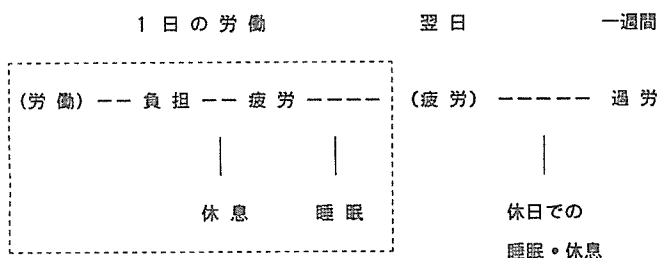 1日の労働 翌日 一週間
(労働) −− 負担 −− 疲労 −−−− (疲労) −−−−− 過労
休息 睡眠 休日での
睡眠・休息